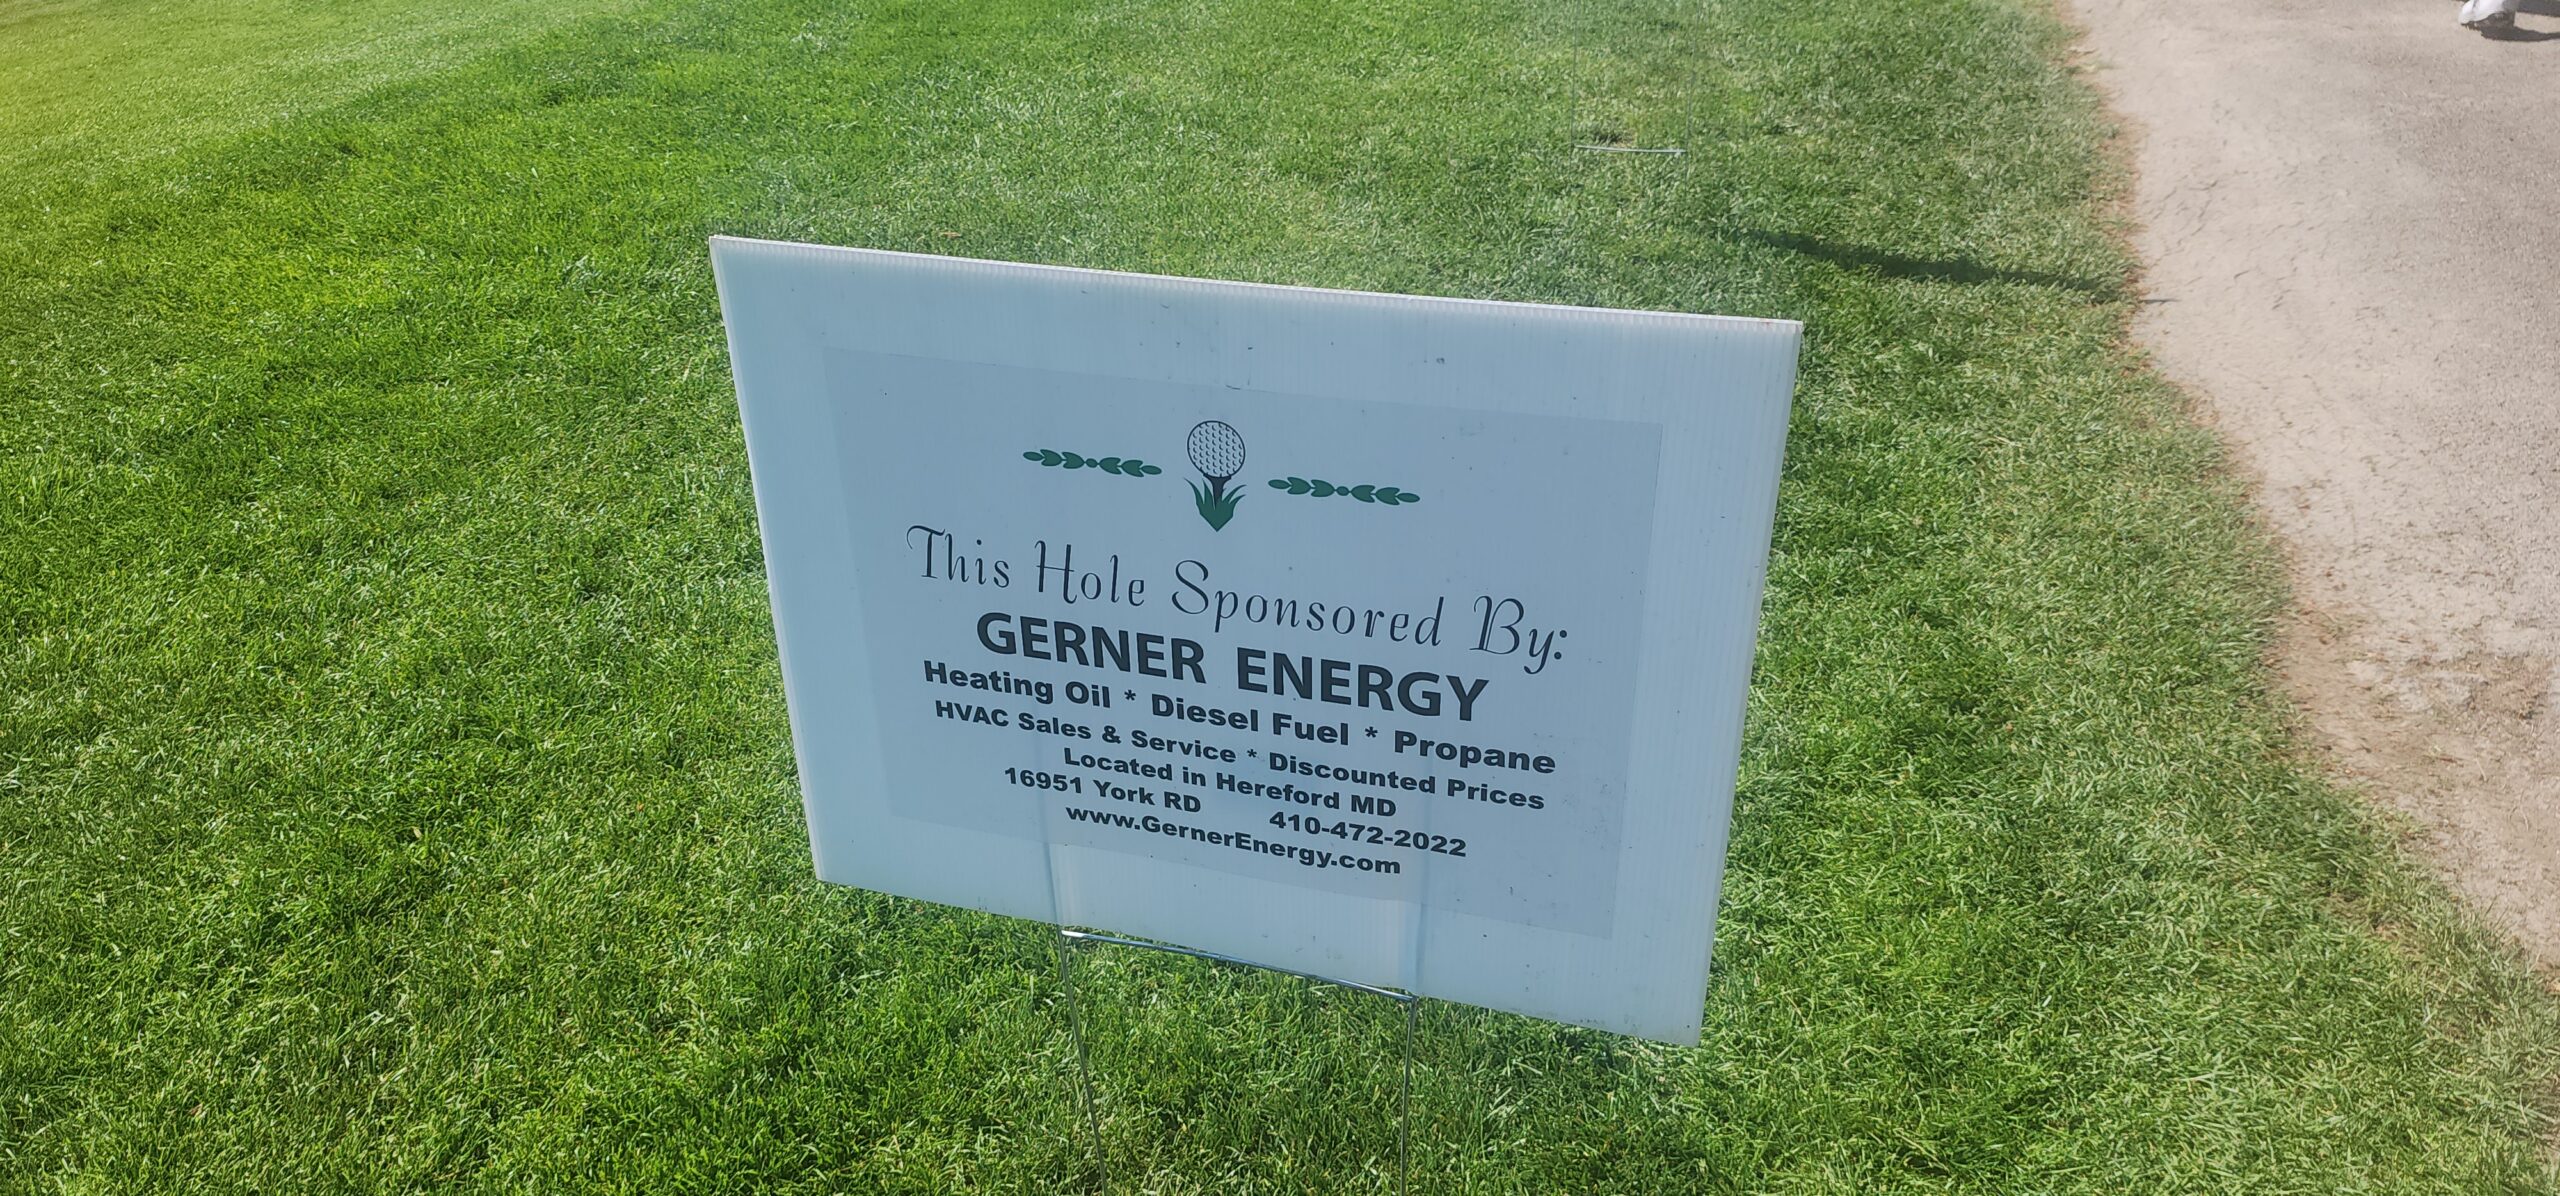 This Hole Sponsored By:
GERNER ENERGY
Heating Oil * Diesel Fuel * Propane
HVAC Sales & Service * Discounted Prices
Located in Hereford MD
16951 York RD 410-472-2022
www.GernerEnergy.com